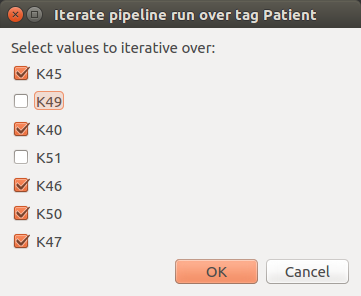 Iterate pipeline run over tag Patient
Select values to iterative over:
K45
K49
K40
K51
K46
K50
K47
OK Cancel